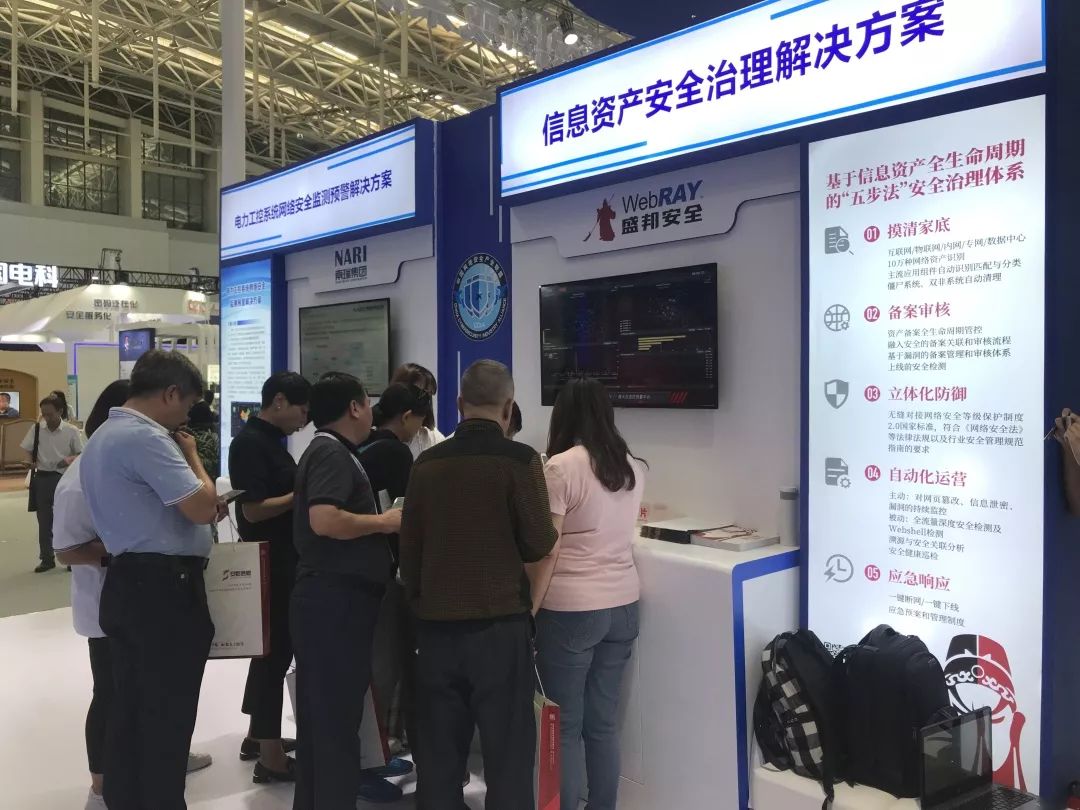 信息资产安全治理解决方案
电力工控系统网络安全监测预警解决方案
WebRAY
盛邦安全
NARI
南瑞集团
电科
安全服务化
基于信息资产全生命周期
的“五步法”安全治理体系
01 摸清家底
互联网/物联网/内网/专网/数据中心
10万种网络资产识别
主流应用组件自动识别匹配与分类
僵尸系统、双非系统自动清理
02 备案审核
资产备案全生命周期管控
融入安全的备案关联和审核流程
基于漏洞的备案管理和审核体系
上线前安全检测
03 立体化防御
无缝对接网络安全等级保护制度
2.0国家标准，符合《网络安全法》
等法律法规以及行业安全管理规范
指南的要求
04 自动化运营
主动：对网页篡改、信息泄密、
漏洞的持续监控
被动：全流量深度安全检测及
Webshell检测
溯源与安全关联分析
安全健康巡检
05 应急响应
一键断网/一键下线
应急预案和管理制度